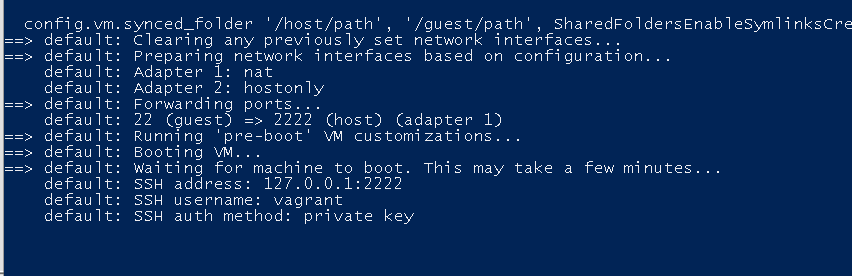 config.vm.synced_folder '/host/path', '/guest/path', SharedFoldersEnableSymlinksCre
==> default: Clearing any previously set network interfaces...
==> default: Preparing network interfaces based on configuration...
default: Adapter 1: nat
default: Adapter 2: hostonly
==> default: Forwarding ports...
default: 22 (guest) => 2222 (host) (adapter 1)
==> default: Running 'pre-boot' VM customizations...
==> default: Booting VM...
==> default: Waiting for machine to boot. This may take a few minutes...
default: SSH address: 127.0.0.1:2222
default: SSH username: vagrant
default: SSH auth method: private key